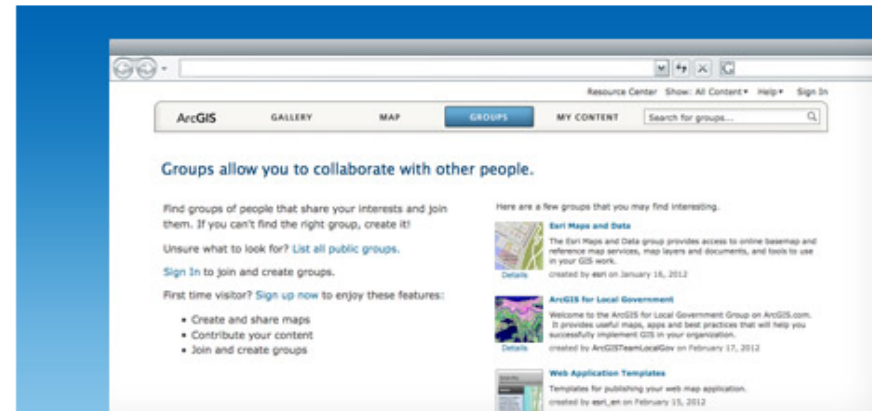 Resource Center Show: All Content Help Sign In
ArcGIS GALLERY MAP GROUPS MY CONTENT Search for groups...
Groups allow you to collaborate with other people.
Find groups of people that share your interests and join
them. If you can't find the right group, create it!
Unsure what to look for? List all public groups.
Sign In to join and create groups.
First time visitor? Sign up now to enjoy these features:
• Create and share maps
• Contribute your content
• Join and create groups
Here are a few groups that you may find interesting.
Esri Maps and Data
The Esri Maps and Data group provides access to online basemap and
reference map services, map layers and documents, and tools to use
in your GIS work.
Details
created by esri on January 16, 2012
ArcGIS for Local Government
Welcome to the ArcGIS for Local Government Group on ArcGIS.com.
It provides useful maps, apps and best practices that will help you
successfully implement GIS in your organization.
Details
created by ArcGISTeamLocalGov on February 17, 2012
Web Application Templates
Templates for publishing your web map application.
created by esri_en on February 15, 2012